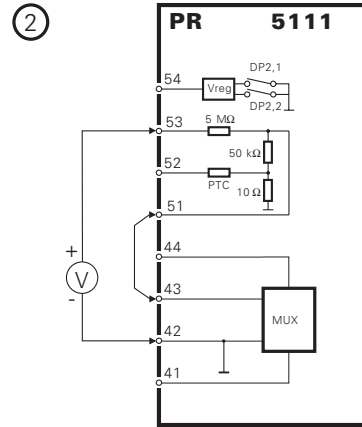 2
PR 5111
54
Vreg
DP2,1
DP2,2
53
5 MΩ
50 kΩ
52
PTC
10 Ω
51
44
+
V
-
43
MUX
42
41